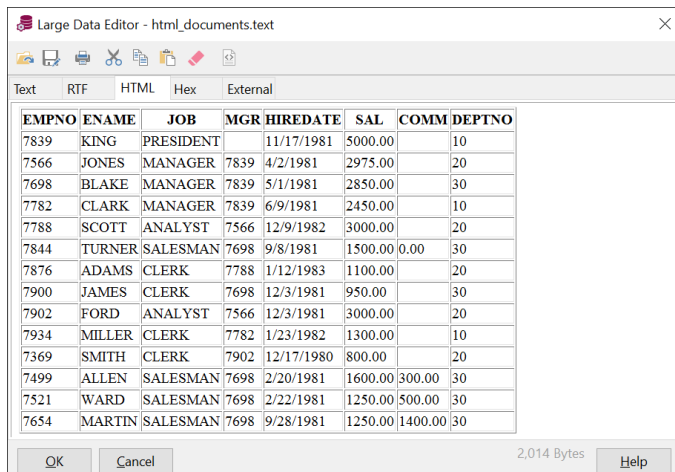 Large Data Editor - html_documents.text
Text RTF HTML Hex External
EMPNO ENAME JOB MGR HIREDATE SAL COMM DEPTNO
7839 KING PRESIDENT 11/17/1981 5000.00 10
7566 JONES MANAGER 7839 4/2/1981 2975.00 20
7698 BLAKE MANAGER 7839 5/1/1981 2850.00 30
7782 CLARK MANAGER 7839 6/9/1981 2450.00 10
7788 SCOTT ANALYST 7566 12/9/1982 3000.00 20
7844 TURNER SALESMAN 7698 9/8/1981 1500.00 0.00 30
7876 ADAMS CLERK 7788 1/12/1983 1100.00 20
7900 JAMES CLERK 7698 12/3/1981 950.00 30
7902 FORD ANALYST 7566 12/3/1981 3000.00 20
7934 MILLER CLERK 7782 1/23/1982 1300.00 10
7369 SMITH CLERK 7902 12/17/1980 800.00 20
7499 ALLEN SALESMAN 7698 2/20/1981 1600.00 300.00 30
7521 WARD SALESMAN 7698 2/22/1981 1250.00 500.00 30
7654 MARTIN SALESMAN 7698 9/28/1981 1250.00 1400.00 30
OK Cancel 2,014 Bytes Help